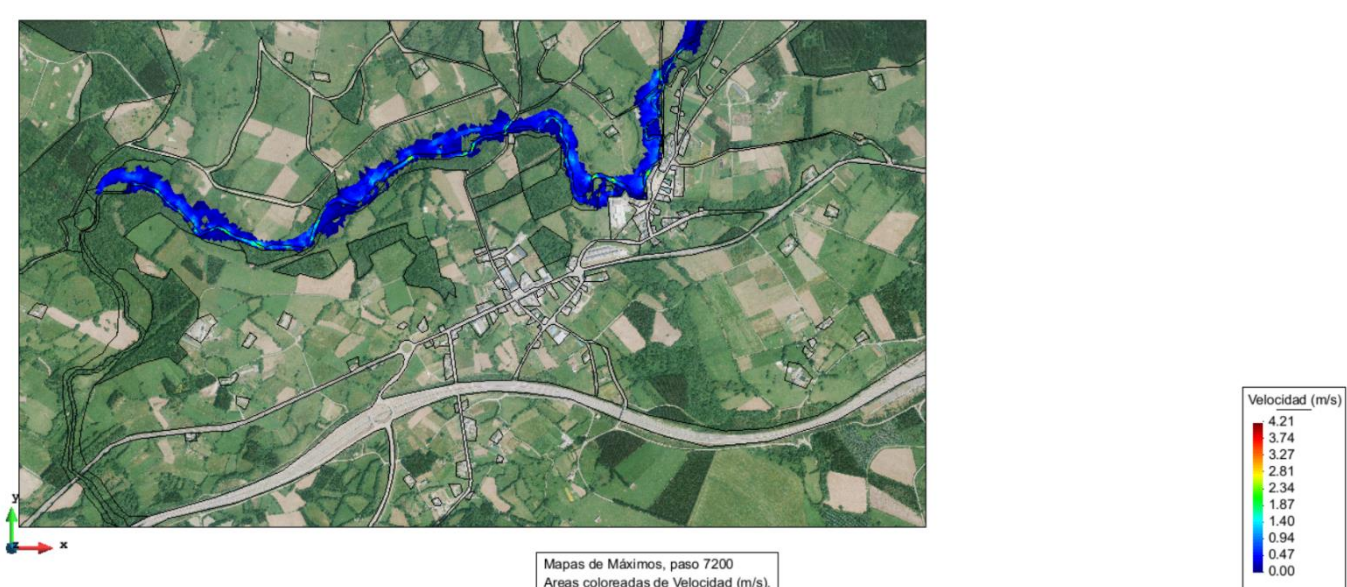 Velocidad (m/s)
4.21
3.74
3.27
2.81
2.34
1.87
1.40
0.94
0.47
0.00
y
x
Mapas de Máximos, paso 7200
Areas coloreadas de Velocidad (m/s).